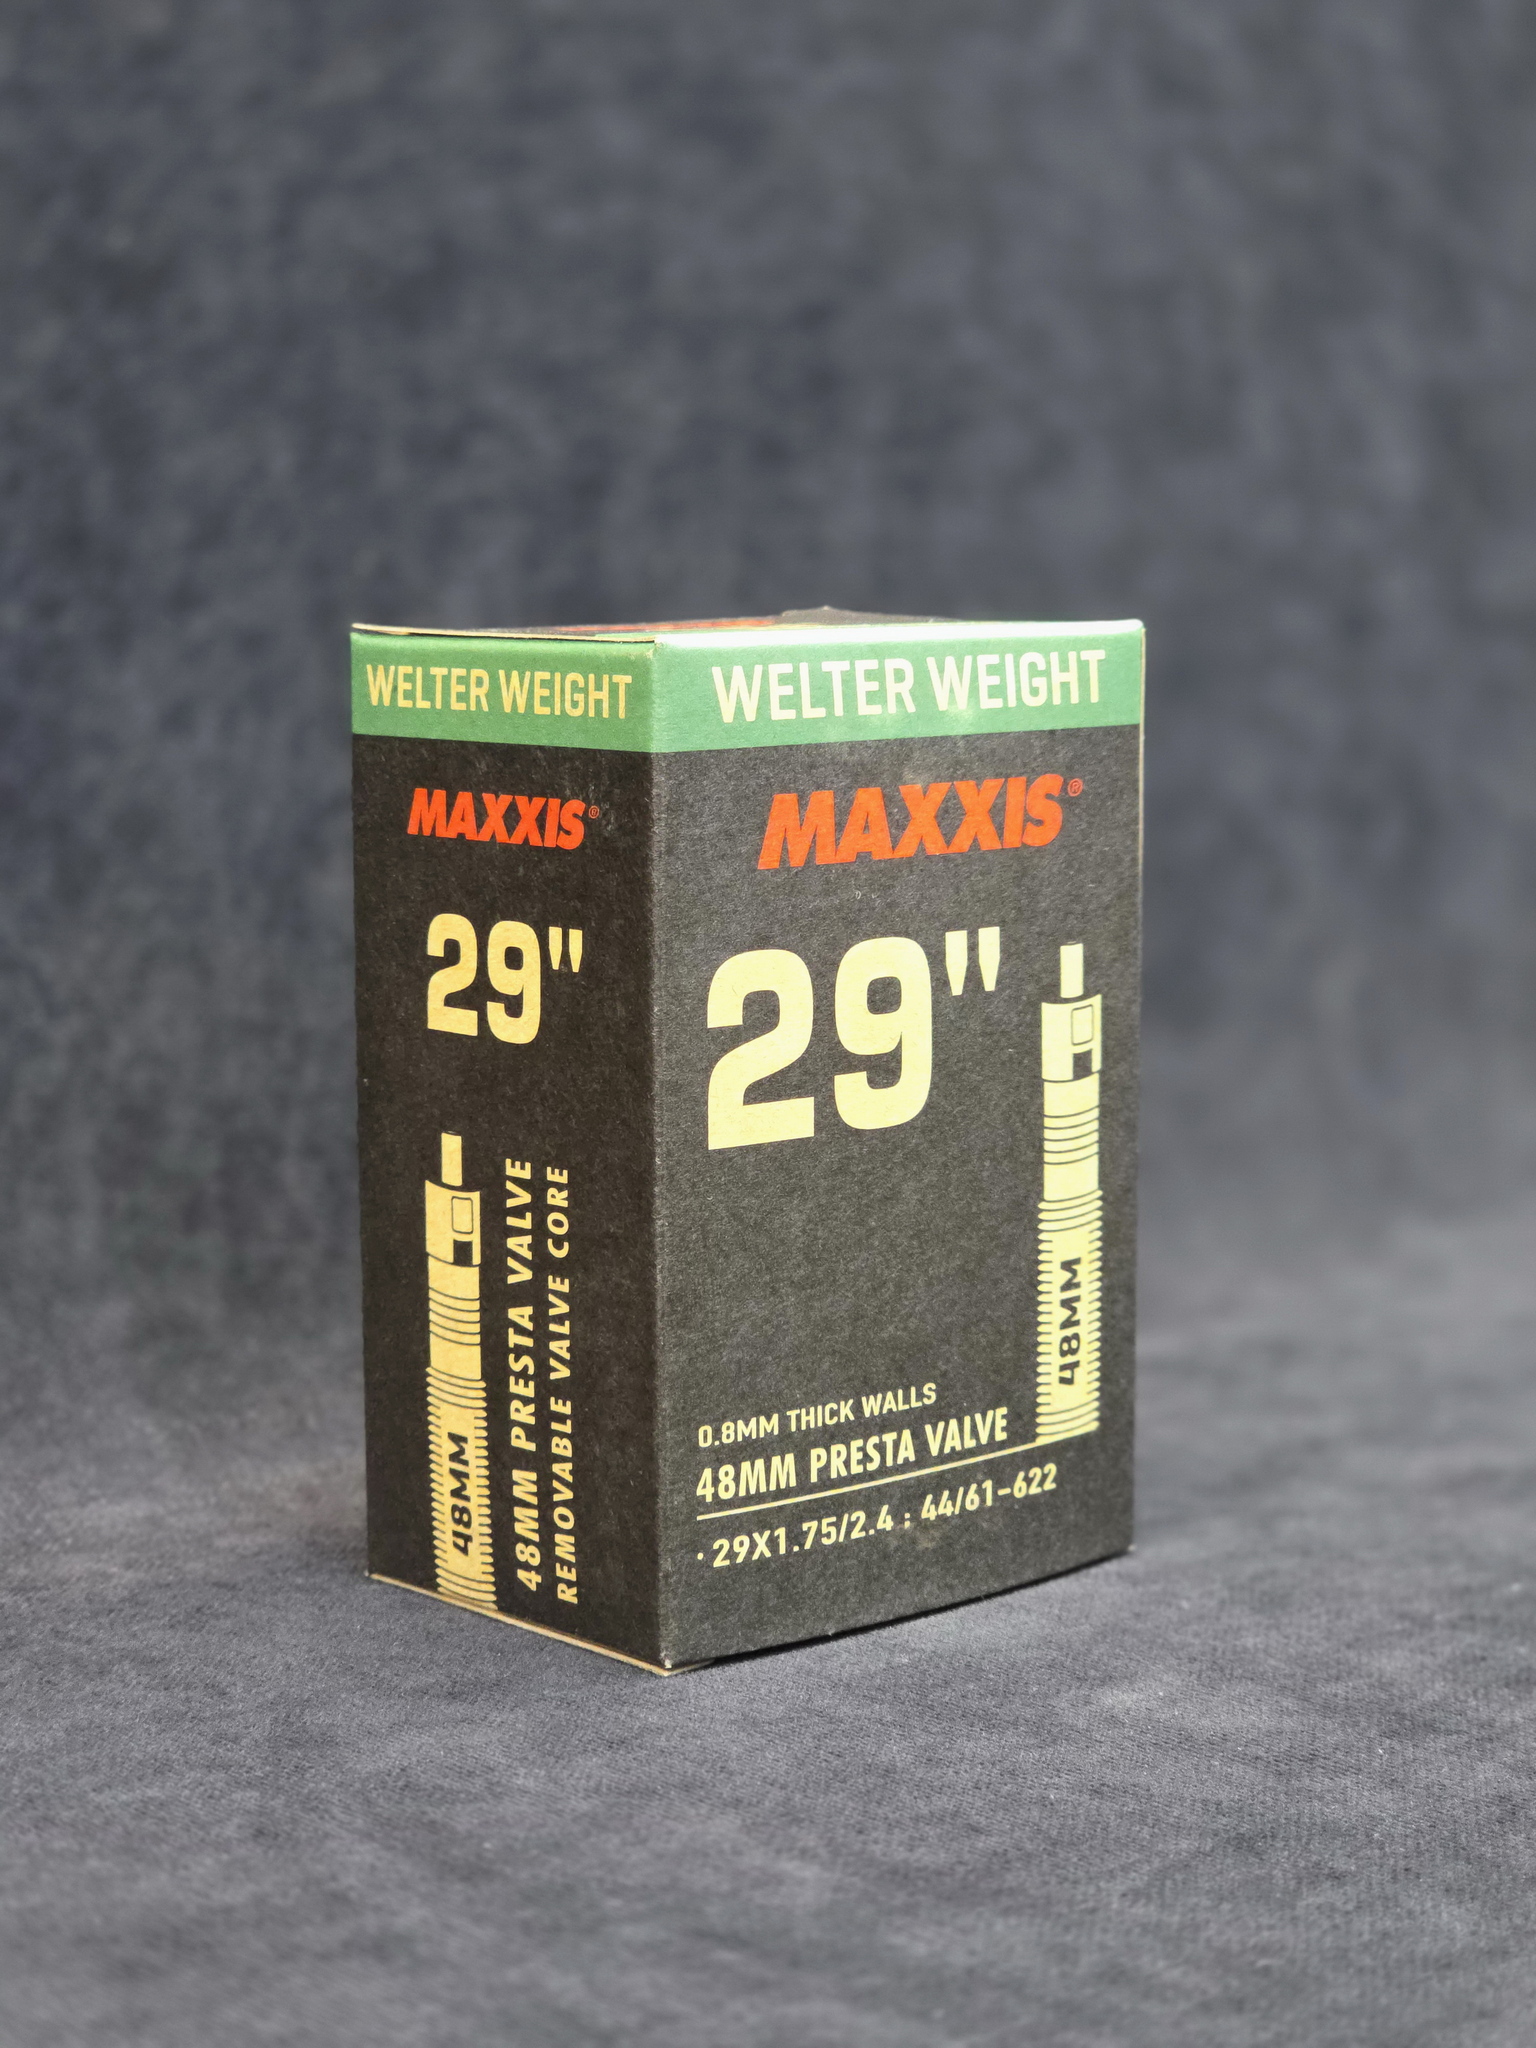 WELTER WEIGHT
MAXXIS®
29"
48MM
48MM PRESTA VALVE
REMOVABLE VALVE CORE
WELTER WEIGHT
MAXXIS®
29"
48MM
0.8MM THICK WALLS
48MM PRESTA VALVE
· 29X1.75/2.4 : 44/61-622